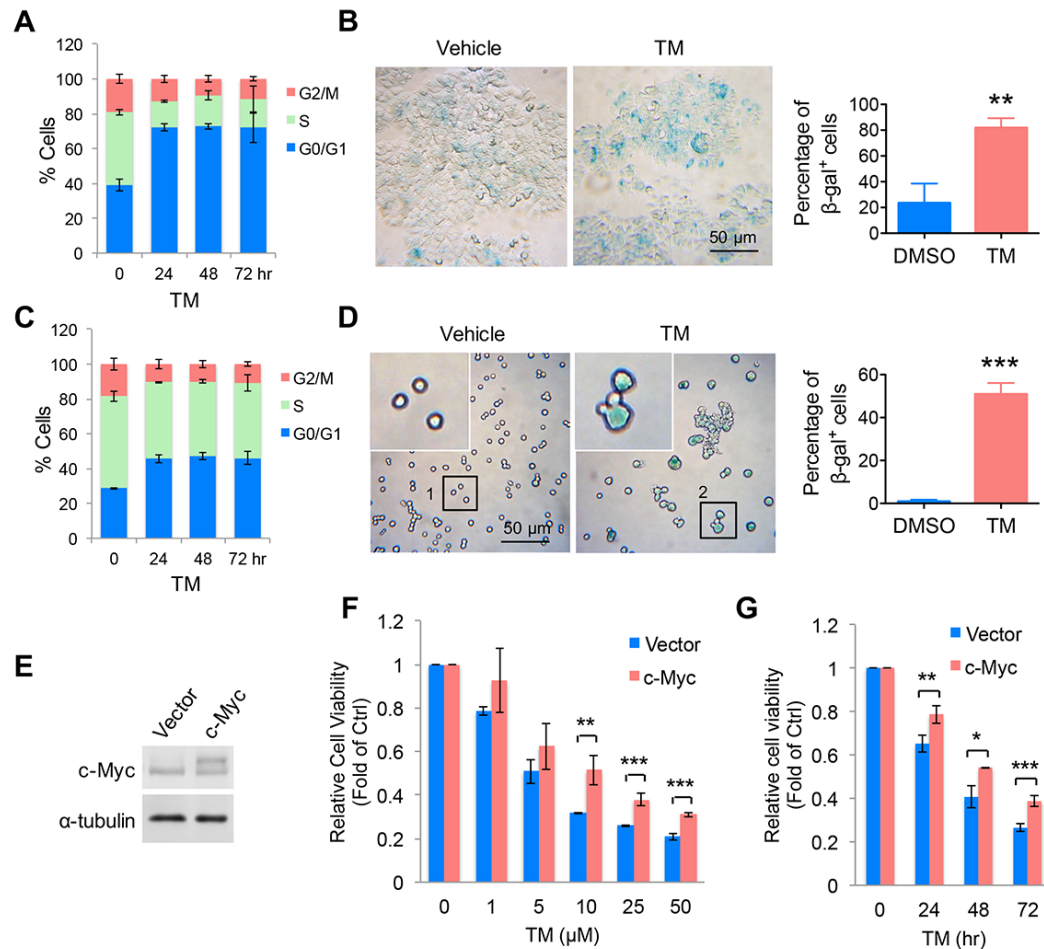 A
120
100
80
60
40
20
0
% Cells
G2/M
S
G0/G1
0 24 48 72 hr
TM
B
Vehicle TM
50 µm
Percentage of
β-gal⁺ cells
100
80
60
40
20
0
**
DMSO TM
C
120
100
80
60
40
20
0
% Cells
G2/M
S
G0/G1
0 24 48 72 hr
TM
D
Vehicle TM
1
50 µm
2
Percentage of
β-gal⁺ cells
60
40
20
0
***
DMSO TM
E
Vector c-Myc
c-Myc
α-tubulin
F
Relative Cell Viability
(Fold of Ctrl)
1.2
1
0.8
0.6
0.4
0.2
0
Vector
c-Myc
** *** ***
0 1 5 10 25 50
TM (µM)
G
Relative Cell viability
(Fold of Ctrl)
1.2
1
0.8
0.6
0.4
0.2
0
Vector
c-Myc
** * ***
0 24 48 72
TM (hr)